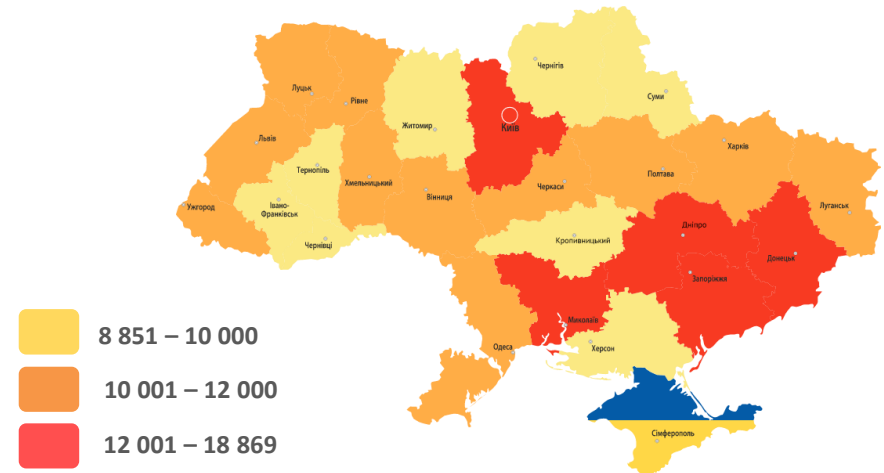 Чернігів
Луцьк
Рівне
Суми
Житомир
Київ
Львів
Харків
Тернопіль
Хмельницький
Полтава
Вінниця
Черкаси
Ужгород
Івано-
Франківськ
Луганськ
Дніпро
Чернівці
Кропивницький
Донецьк
Запоріжжя
Миколаїв
Одеса
Херсон
Сімферополь
8 851 – 10 000
10 001 – 12 000
12 001 – 18 869